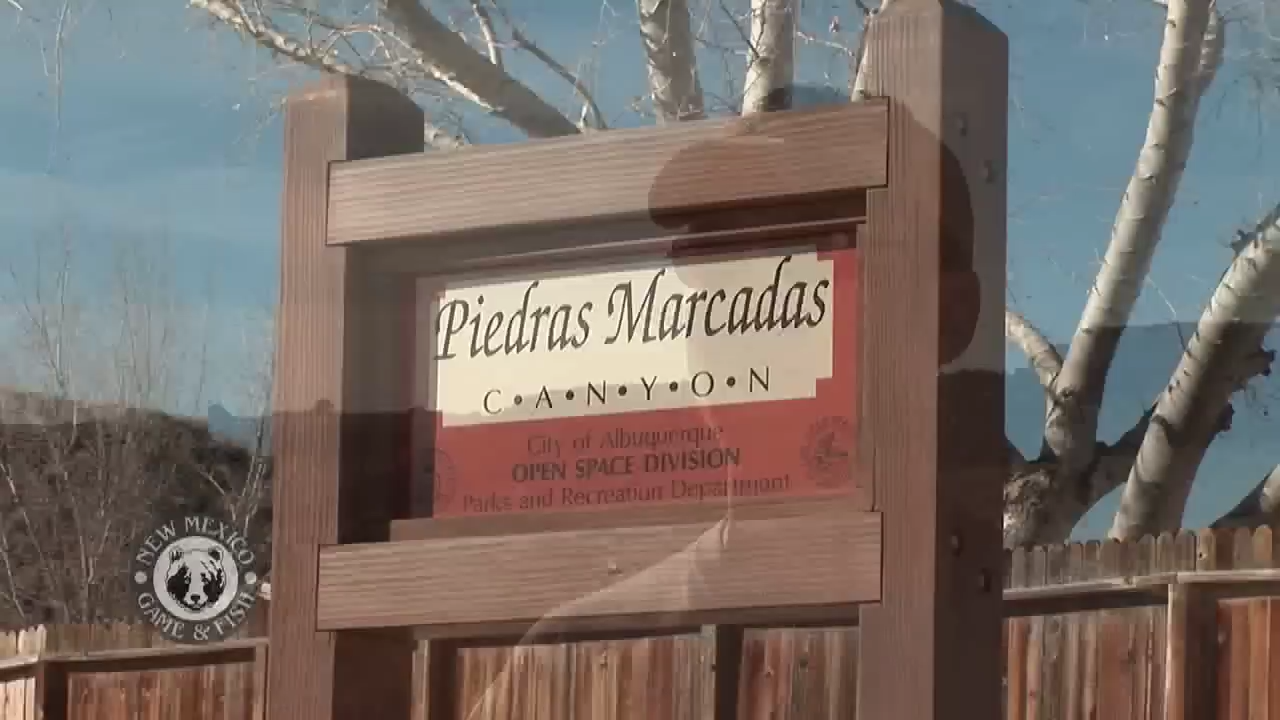 Piedras Marcadas
C•A•N•Y•O•N
City of Albuquerque
OPEN SPACE DIVISION
Parks and Recreation Department
NEW MEXICO
GAME & FISH